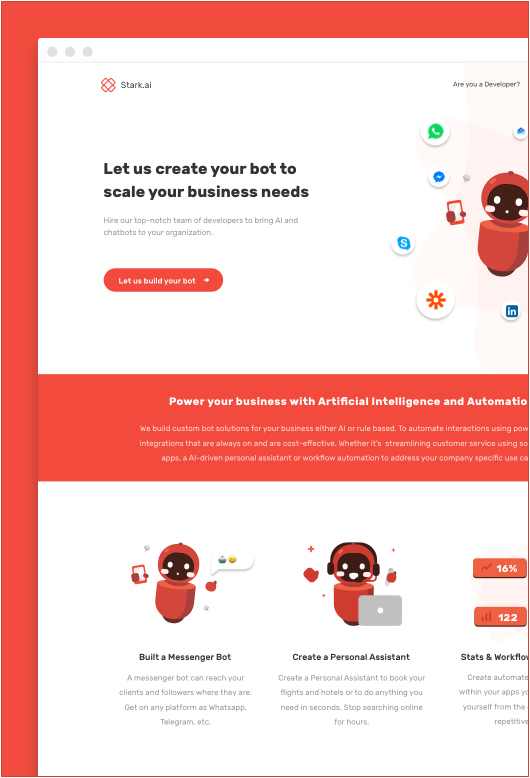 Stark.ai
Are you a Developer?
Let us create your bot to
scale your business needs
Hire our top-notch team of developers to bring AI and
chatbots to your organization.
Let us build your bot
in
Power your business with Artificial Intelligence and Automatio
We build custom bot solutions for your business either AI or rule based. To automate interactions using pow
integrations that are always on and are cost-effective. Whether it's streamlining customer service using so
apps, a AI-driven personal assistant or workflow automation to address your company specific use ca
16%
122
Built a Messenger Bot
A messenger bot can reach your
clients and followers where they are.
Get on any platform as Whatsapp,
Telegram, etc.
Create a Personal Assistant
Create a Personal Assistant to book your
flights and hotels or to do anything you
need in seconds. Stop searching online
for hours.
Stats & Workflow
Create automate
within your apps yo
yourself from the
repetitive